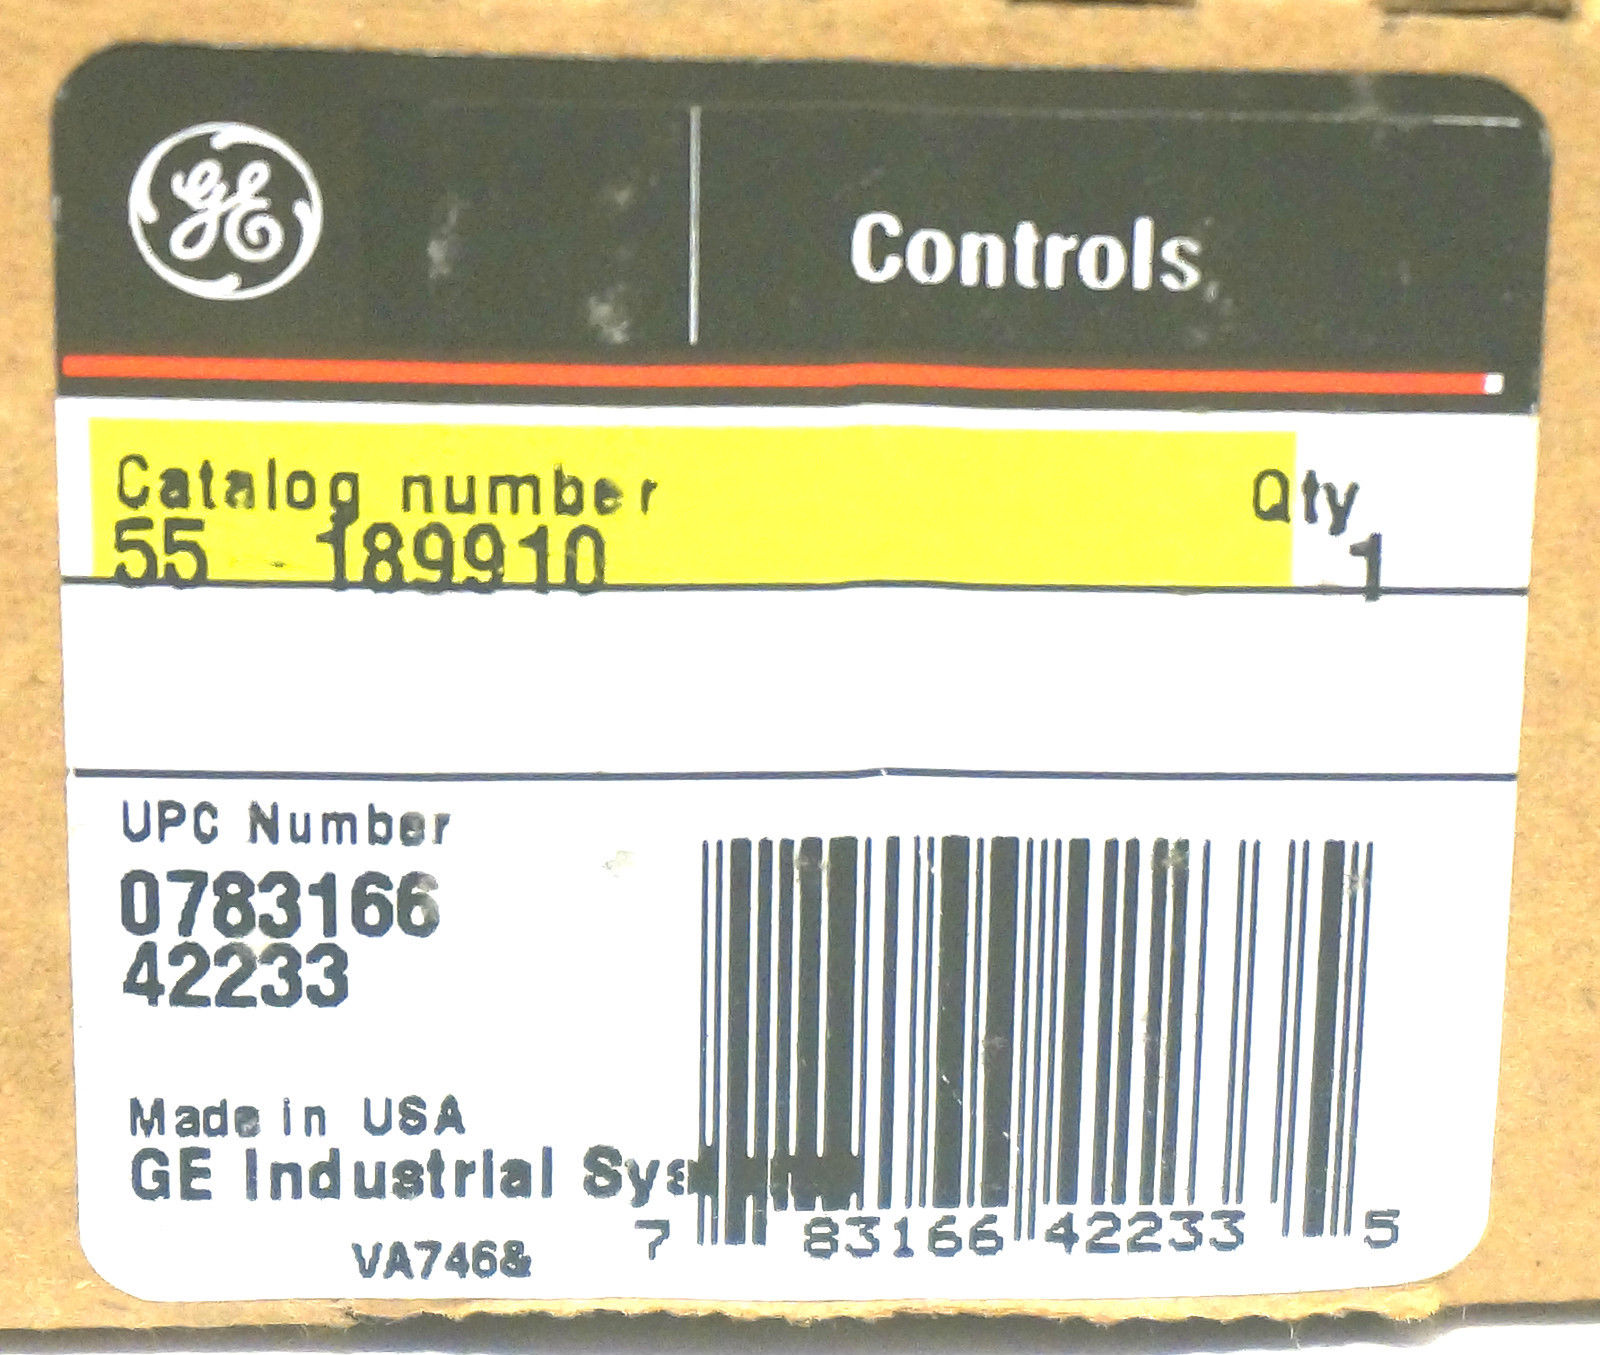 GE
Controls
Catalog number Qty
55 - 189910 1
UPC Number
0783166
42233
Made in USA
GE Industrial
VA746&
7 83166 42233 5